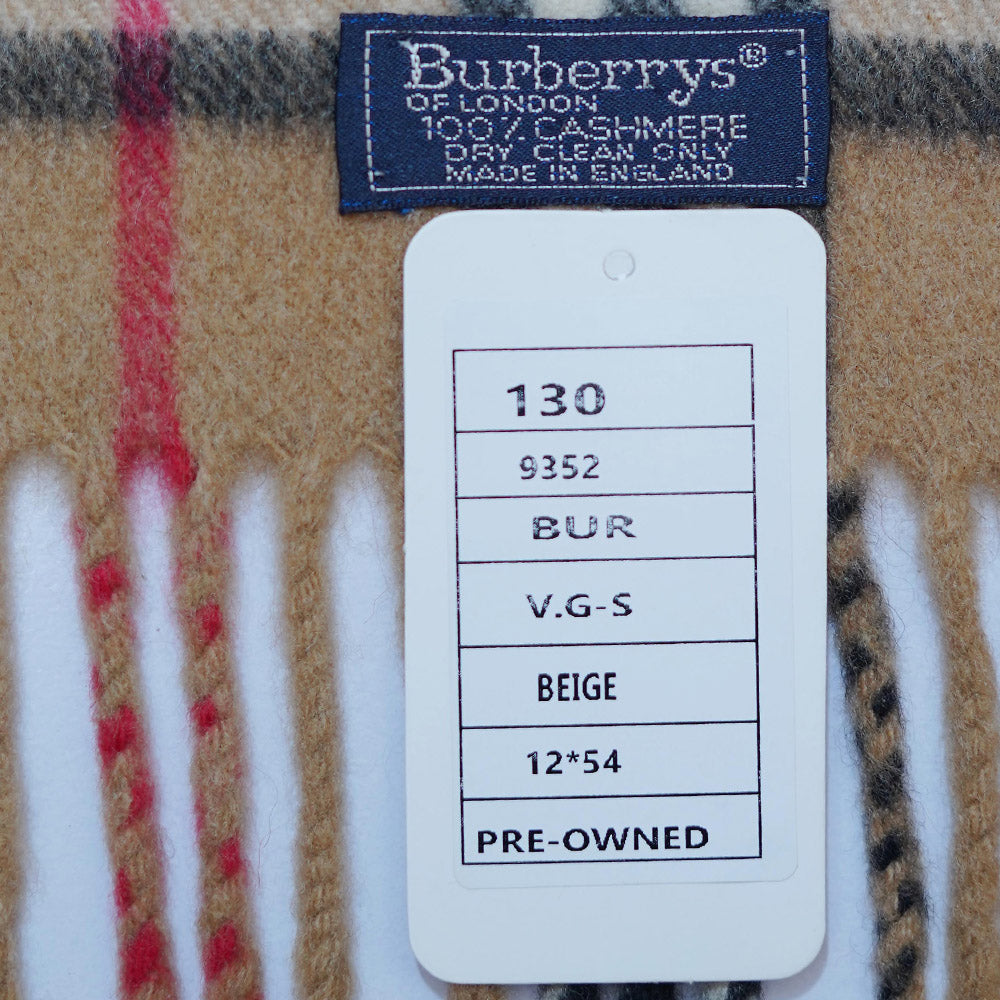 Burberrys®
OF LONDON
100% CASHMERE
DRY CLEAN ONLY
MADE IN ENGLAND
130
9352
BUR
V.G-S
BEIGE
12*54
PRE-OWNED